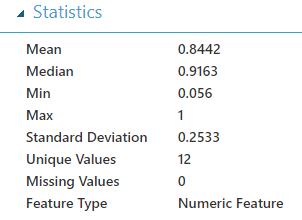 Statistics
Mean 0.8442
Median 0.9163
Min 0.056
Max 1
Standard Deviation 0.2533
Unique Values 12
Missing Values 0
Feature Type Numeric Feature